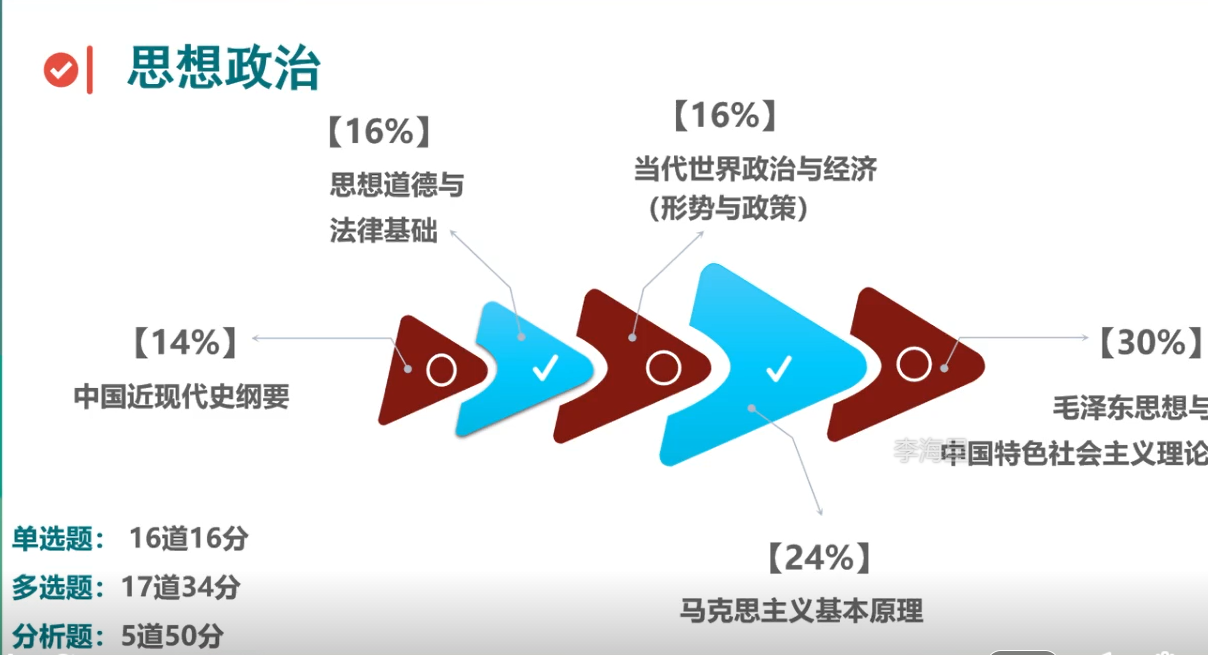 思想政治
【16%】
思想道德与
法律基础
【16%】
当代世界政治与经济
（形势与政策）
【14%】
中国近现代史纲要
【30%】
毛泽东思想与
中国特色社会主义理论
【24%】
马克思主义基本原理
单选题： 16道16分
多选题：17道34分
分析题：5道50分